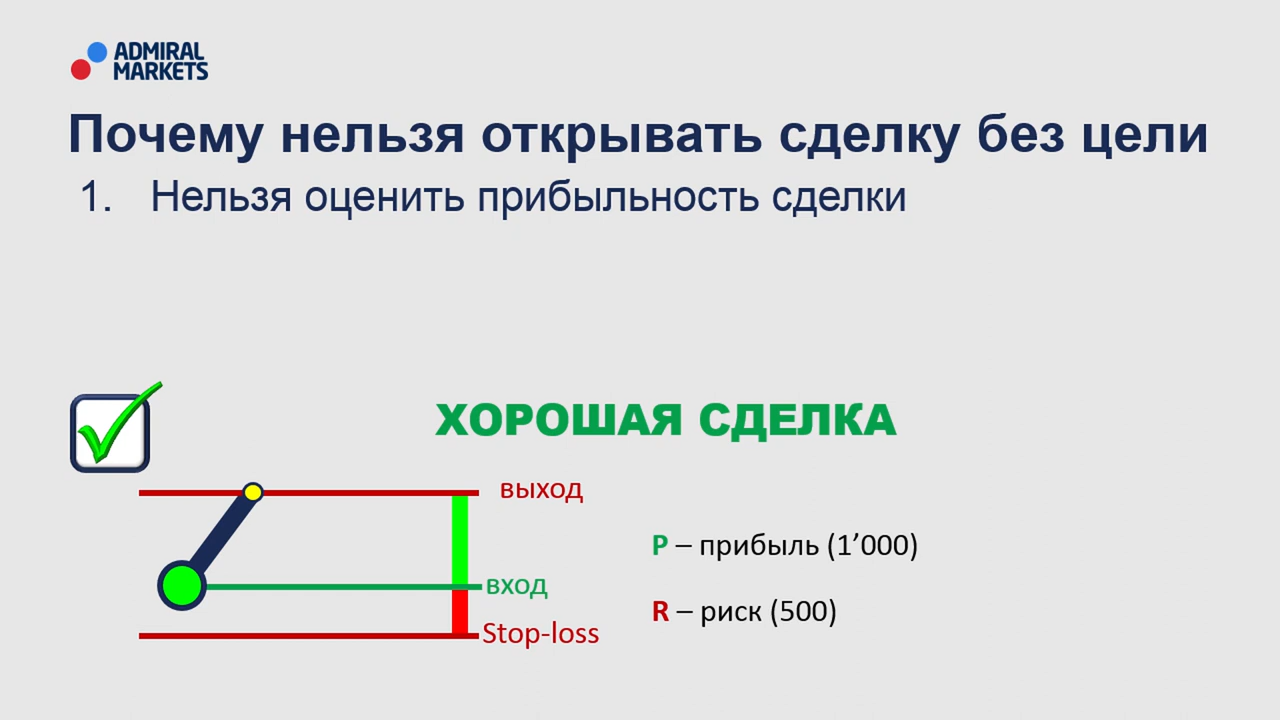 ADMIRAL
MARKETS
Почему нельзя открывать сделку без цели
1. Нельзя оценить прибыльность сделки
ХОРОШАЯ СДЕЛКА
выход
P – прибыль (1’000)
вход
R – риск (500)
Stop-loss